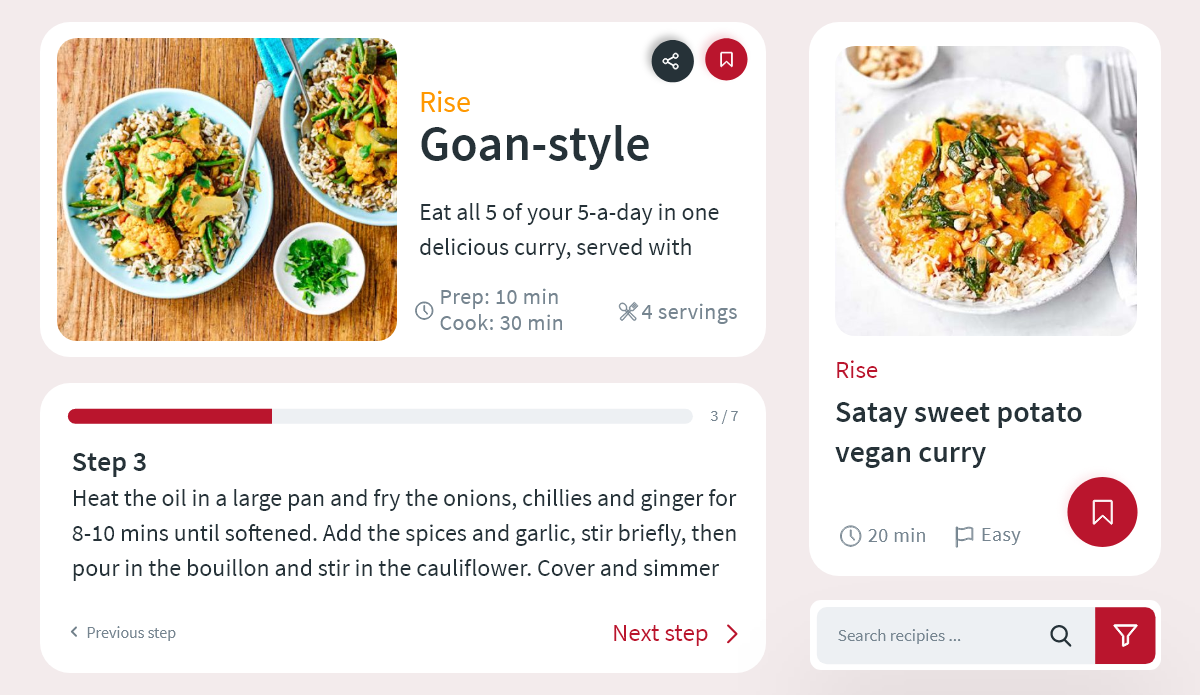 Rise
Goan-style
Eat all 5 of your 5-a-day in one
delicious curry, served with
Prep: 10 min
Cook: 30 min
4 servings
3 / 7
Step 3
Heat the oil in a large pan and fry the onions, chillies and ginger for
8-10 mins until softened. Add the spices and garlic, stir briefly, then
pour in the bouillon and stir in the cauliflower. Cover and simmer
Previous step
Next step
Rise
Satay sweet potato
vegan curry
20 min
Easy
Search recipies ...